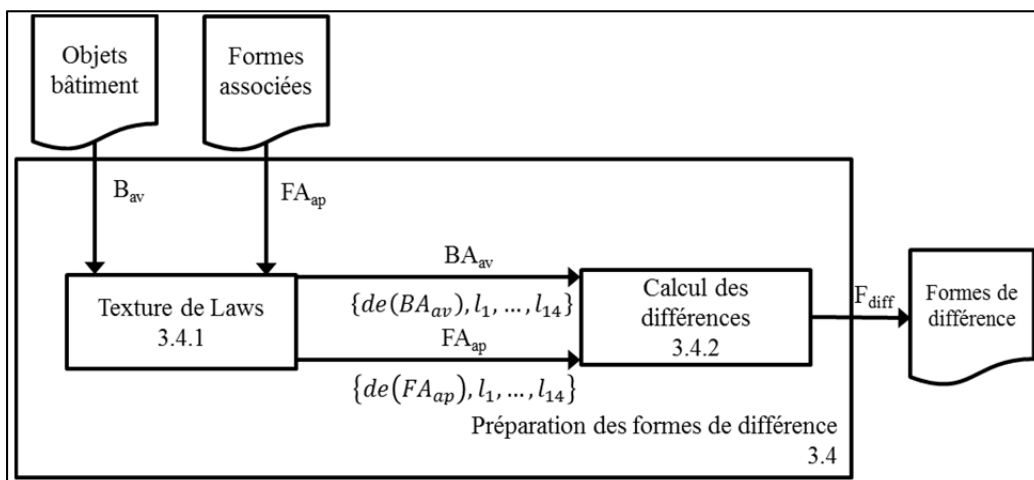 Objets
bâtiment
Formes
associées
B_av
FA_ap
BA_av
Texture de Laws
3.4.1
{de(BA_av), l_1, ..., l_14}
FA_ap
{de(FA_ap), l_1, ..., l_14}
Calcul des
différences
3.4.2
F_diff
Formes de
différence
Préparation des formes de différence
3.4